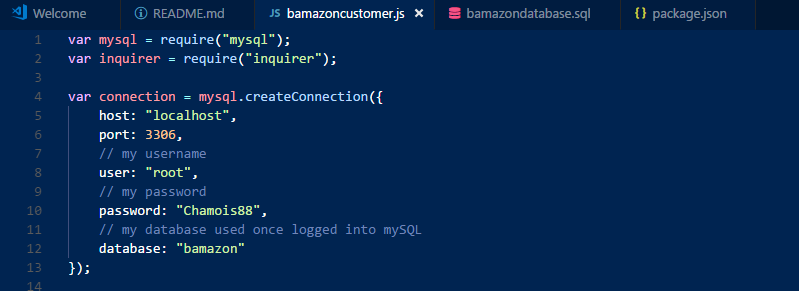 Welcome README.md JS bamazoncustomer.js × bamazondatabase.sql {} package.json
1 var mysql = require("mysql");
2 var inquirer = require("inquirer");
3
4 var connection = mysql.createConnection({
5 host: "localhost",
6 port: 3306,
7 // my username
8 user: "root",
9 // my password
10 password: "Chamois88",
11 // my database used once logged into mySQL
12 database: "bamazon"
13 });
14